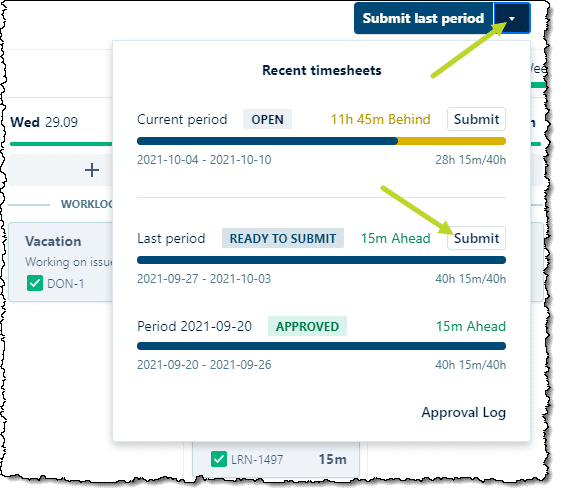 Submit last period
Recent timesheets
Wed 29.09
Current period OPEN 11h 45m Behind Submit
2021-10-04 - 2021-10-10 28h 15m/40h
WORKLO
Last period READY TO SUBMIT 15m Ahead Submit
Vacation
Working on issue
2021-09-27 - 2021-10-03 40h 15m/40h
DON-1
Period 2021-09-20 APPROVED 15m Ahead
2021-09-20 - 2021-09-26 40h 15m/40h
Approval Log
LRN-1497 15m